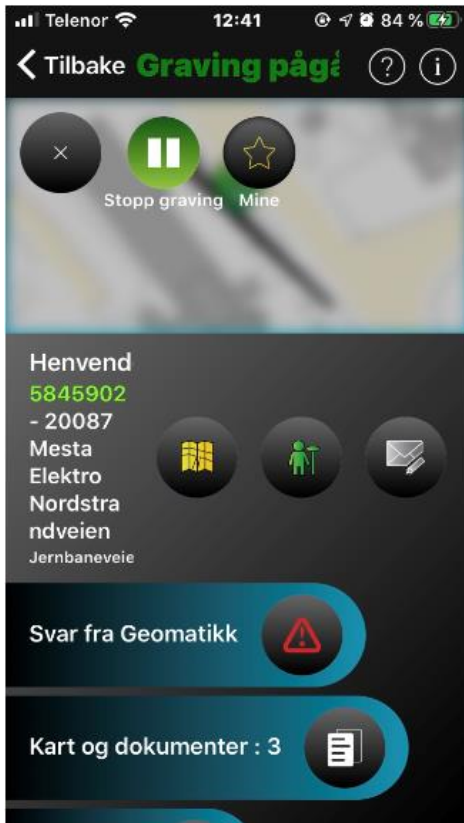 Telenor 12:41 84 %
Tilbake Graving pågå
Stopp graving Mine
Henvend
5845902
- 20087
Mesta
Elektro
Nordstra
ndveien
Jernbaneveie
Svar fra Geomatikk
Kart og dokumenter : 3